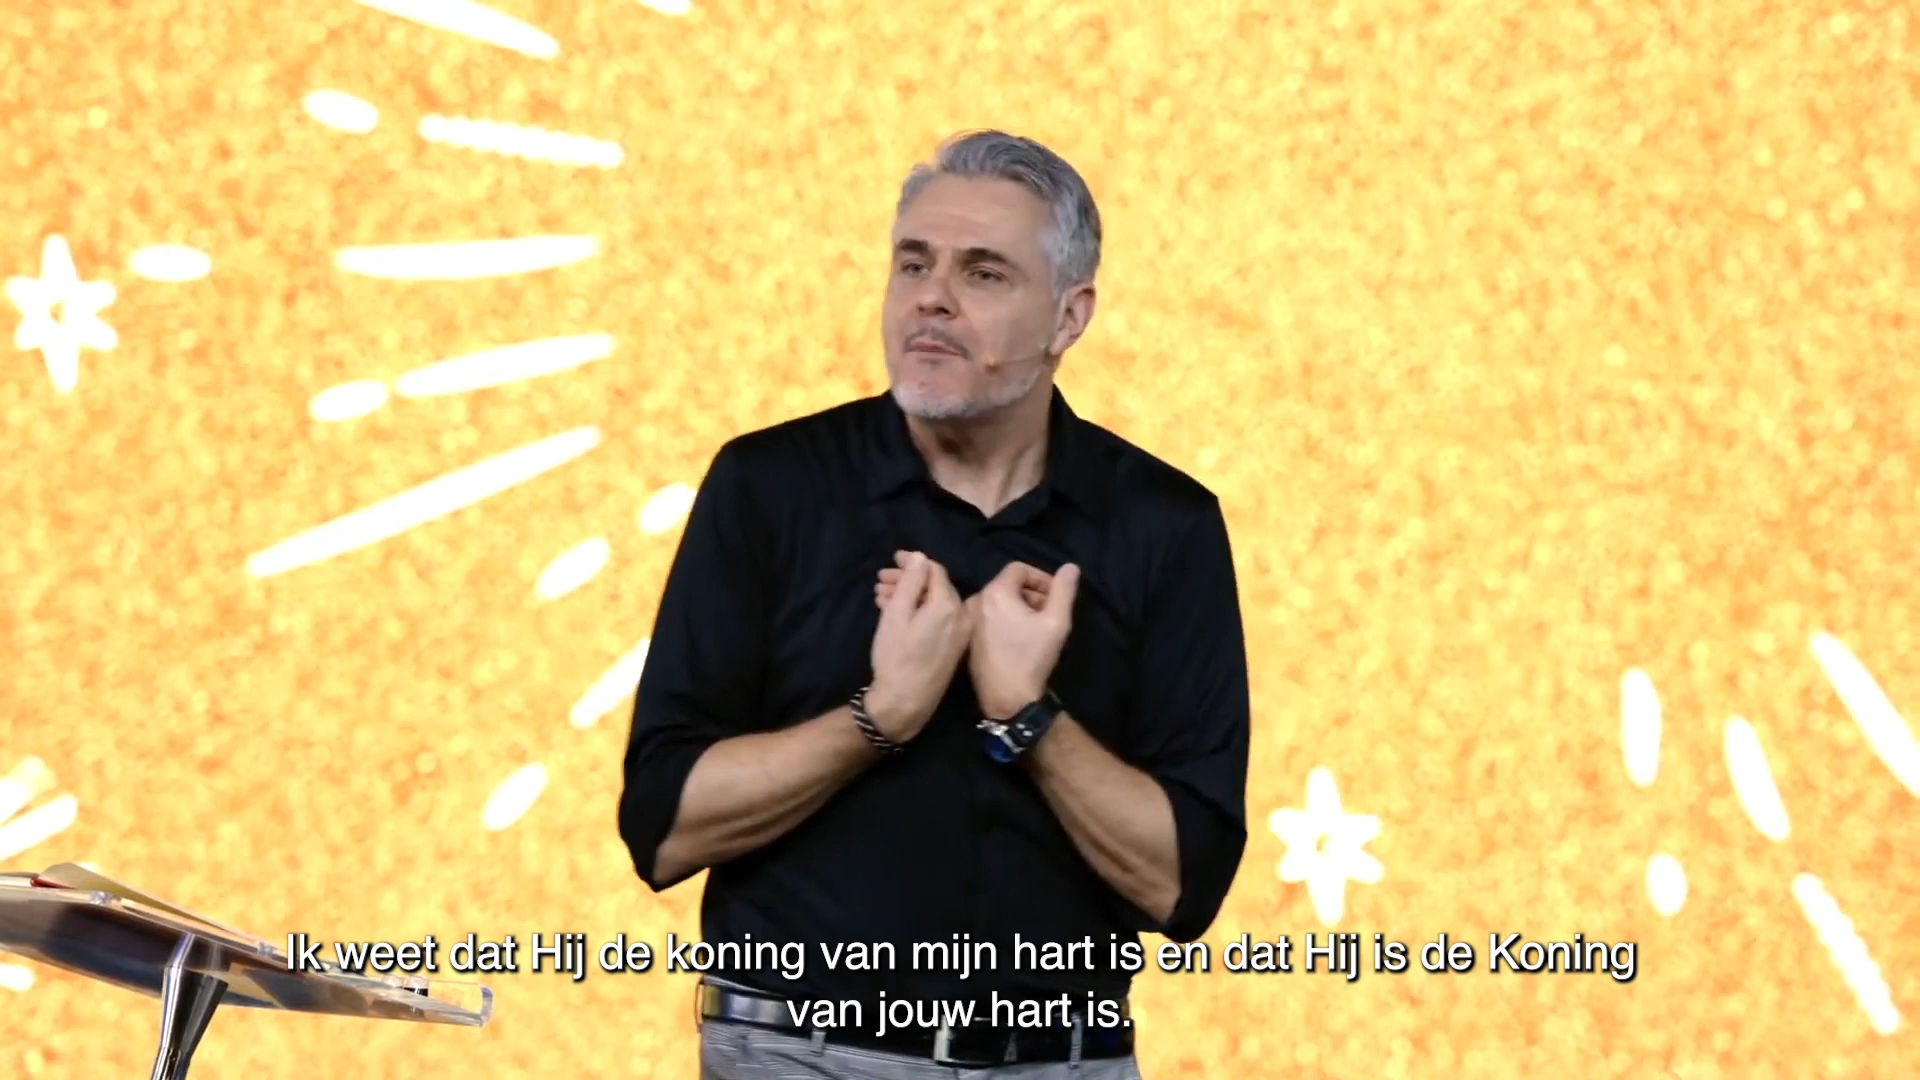 Ik weet dat Hij de koning van mijn hart is en dat Hij is de Koning
van jouw hart is.